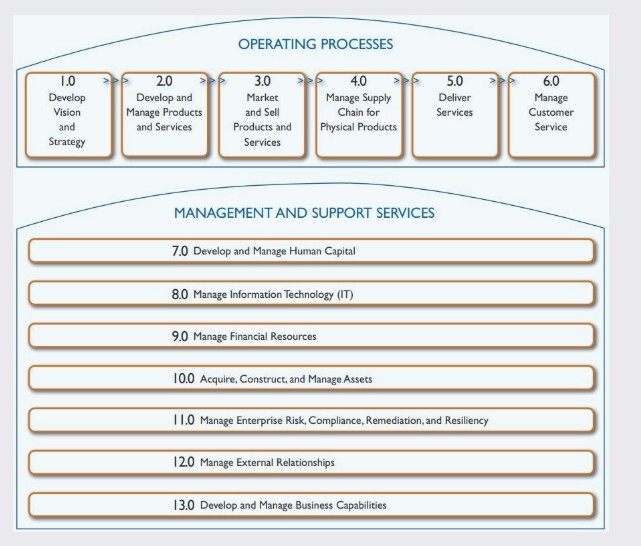 OPERATING PROCESSES
1.0 >>> 2.0 >>> 3.0 >>> 4.0 >>> 5.0 >>> 6.0
Develop
Vision
and
Strategy
Develop and
Manage Products
and Services
Market
and Sell
Products and
Services
Manage Supply
Chain for
Physical Products
Deliver
Services
Manage
Customer
Service
MANAGEMENT AND SUPPORT SERVICES
7.0 Develop and Manage Human Capital
8.0 Manage Information Technology (IT)
9.0 Manage Financial Resources
10.0 Acquire, Construct, and Manage Assets
11.0 Manage Enterprise Risk, Compliance, Remediation, and Resiliency
12.0 Manage External Relationships
13.0 Develop and Manage Business Capabilities